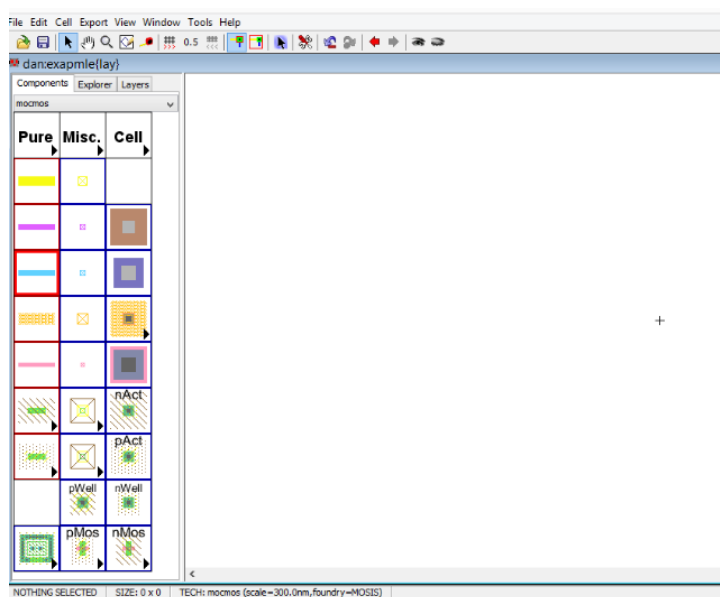 File Edit Cell Export View Window Tools Help
0.5
dan:exapmle{lay}
Components Explorer Layers
mocmos
Pure Misc. Cell
nAct
pAct
pWell nWell
pMos nMos
NOTHING SELECTED SIZE: 0 x 0 TECH: mocmos (scale=300.0nm,foundry=MOSIS)